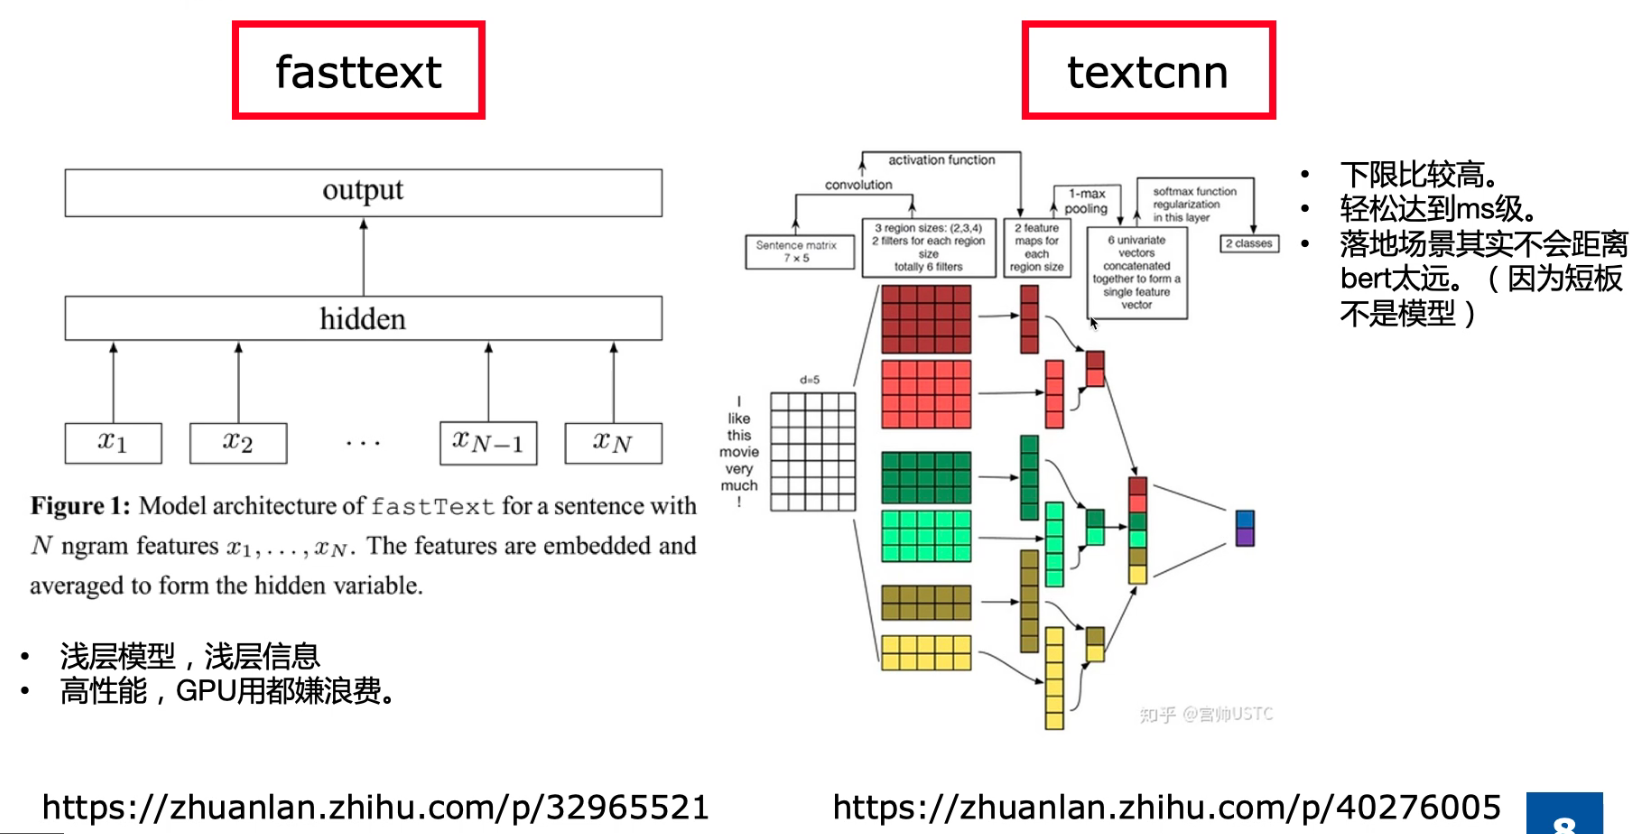 fasttext
output
hidden
x1
x2
...
xN−1
xN
Figure 1: Model architecture of fastText for a sentence with
N ngram features x1, . . . , xN. The features are embedded and
averaged to form the hidden variable.
• 浅层模型，浅层信息
• 高性能，GPU用都嫌浪费。
https://zhuanlan.zhihu.com/p/32965521
textcnn
activation function
convolution
1-max
pooling
softmax function
regularization
in this layer
Sentence matrix
7 × 5
3 region sizes: (2,3,4)
2 filters for each region
size
totally 6 filters
2 feature
maps for
each
region size
6 univariate
vectors
concatenated
together to form a
single feature
vector
2 classes
d=5
I
like
this
movie
very
much
!
知乎 @宫帅USTC
• 下限比较高。
• 轻松达到ms级。
• 落地场景其实不会距离
bert太远。（因为短板
不是模型）
https://zhuanlan.zhihu.com/p/40276005
8